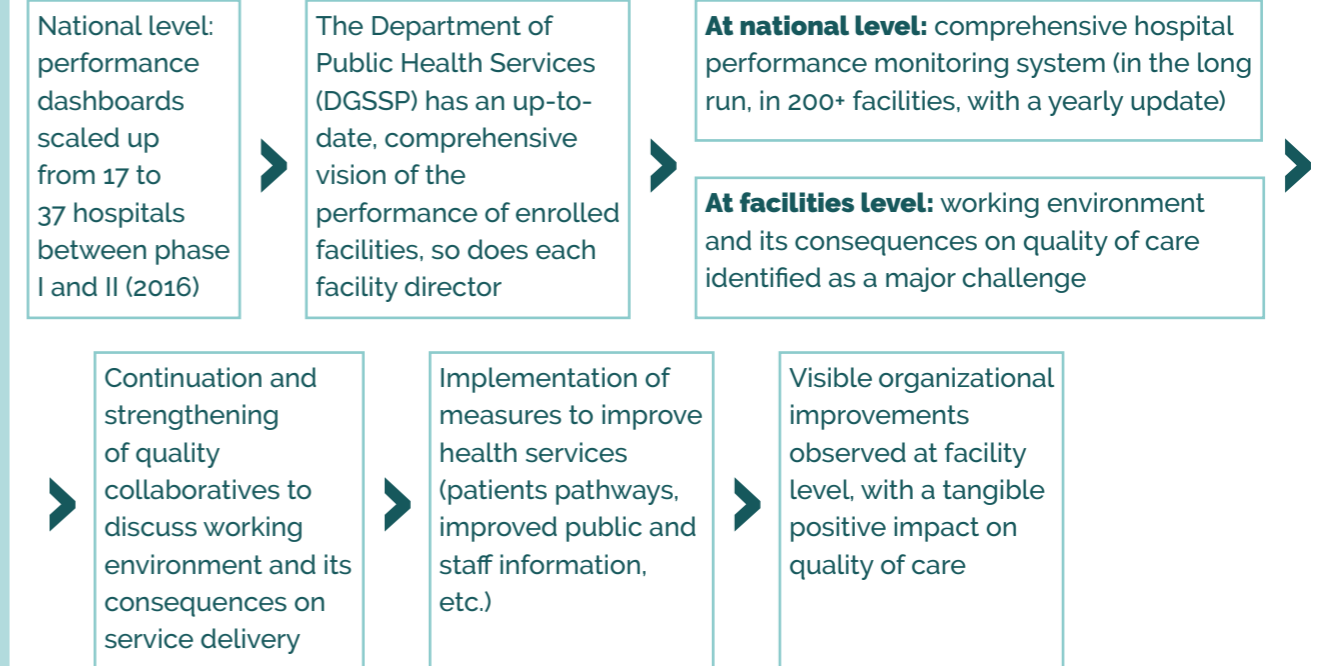 National level:
performance
dashboards
scaled up
from 17 to
37 hospitals
between phase
I and II (2016)
The Department of
Public Health Services
(DGSSP) has an up-to-
date, comprehensive
vision of the
performance of enrolled
facilities, so does each
facility director
At national level: comprehensive hospital
performance monitoring system (in the long
run, in 200+ facilities, with a yearly update)
At facilities level: working environment
and its consequences on quality of care
identified as a major challenge
Continuation and
strengthening
of quality
collaboratives to
discuss working
environment and its
consequences on
service delivery
Implementation of
measures to improve
health services
(patients pathways,
improved public and
staff information,
etc.)
Visible organizational
improvements
observed at facility
level, with a tangible
positive impact on
quality of care